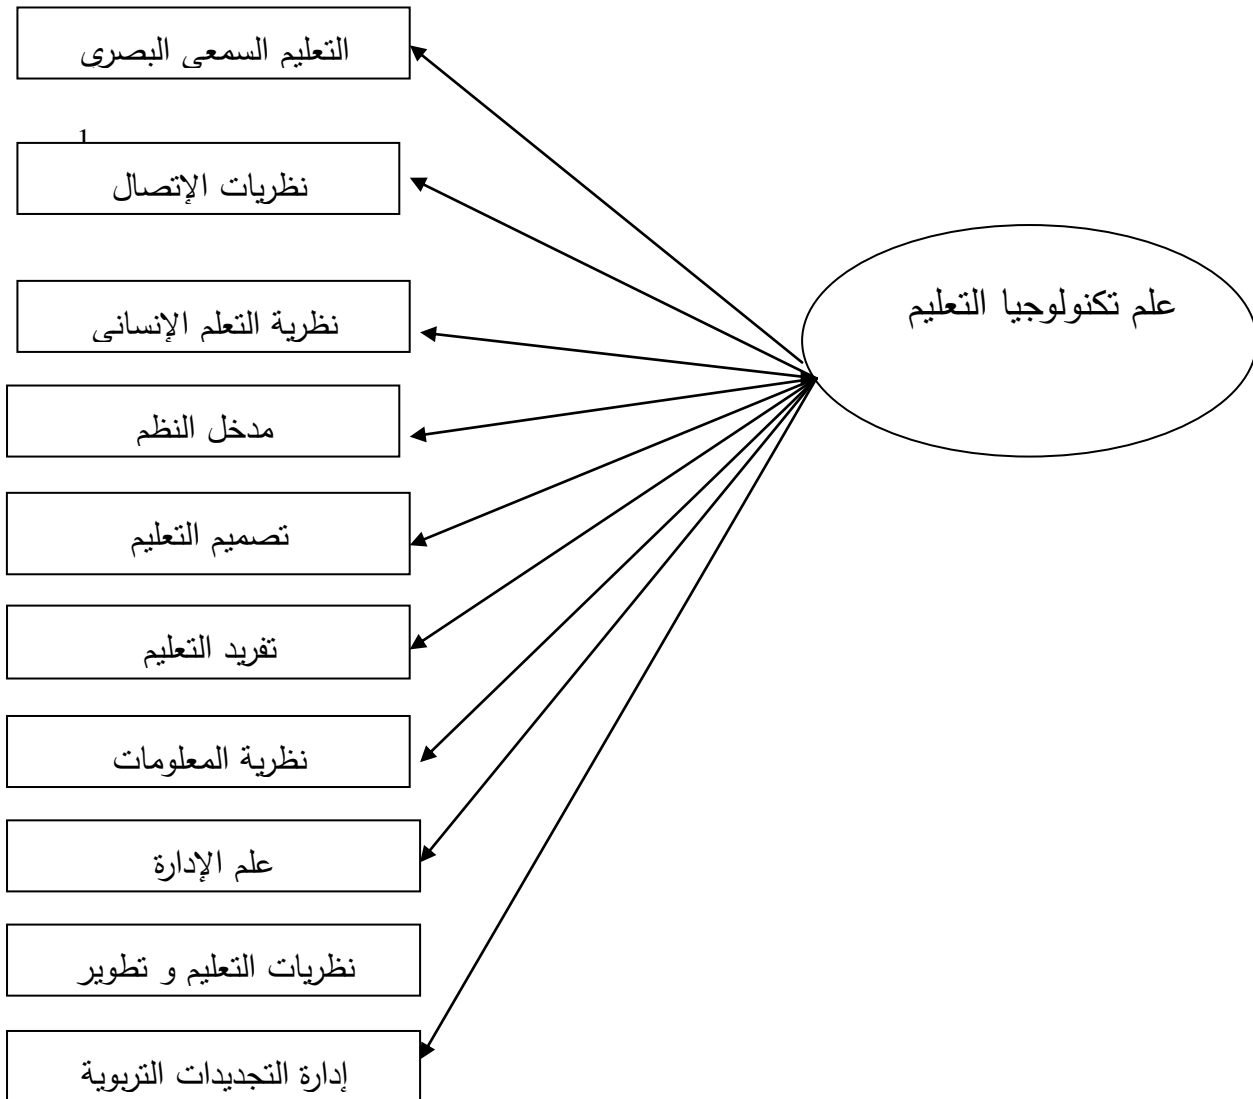 التعليم السمعى البصرى
1
نظريات الإتصال
علم تكنولوجيا التعليم
نظرية التعلم الإنسانى
مدخل النظم
تصميم التعليم
تفريد التعليم
نظرية المعلومات
علم الإدارة
نظريات التعليم و تطوير
إدارة التجديدات التربوية